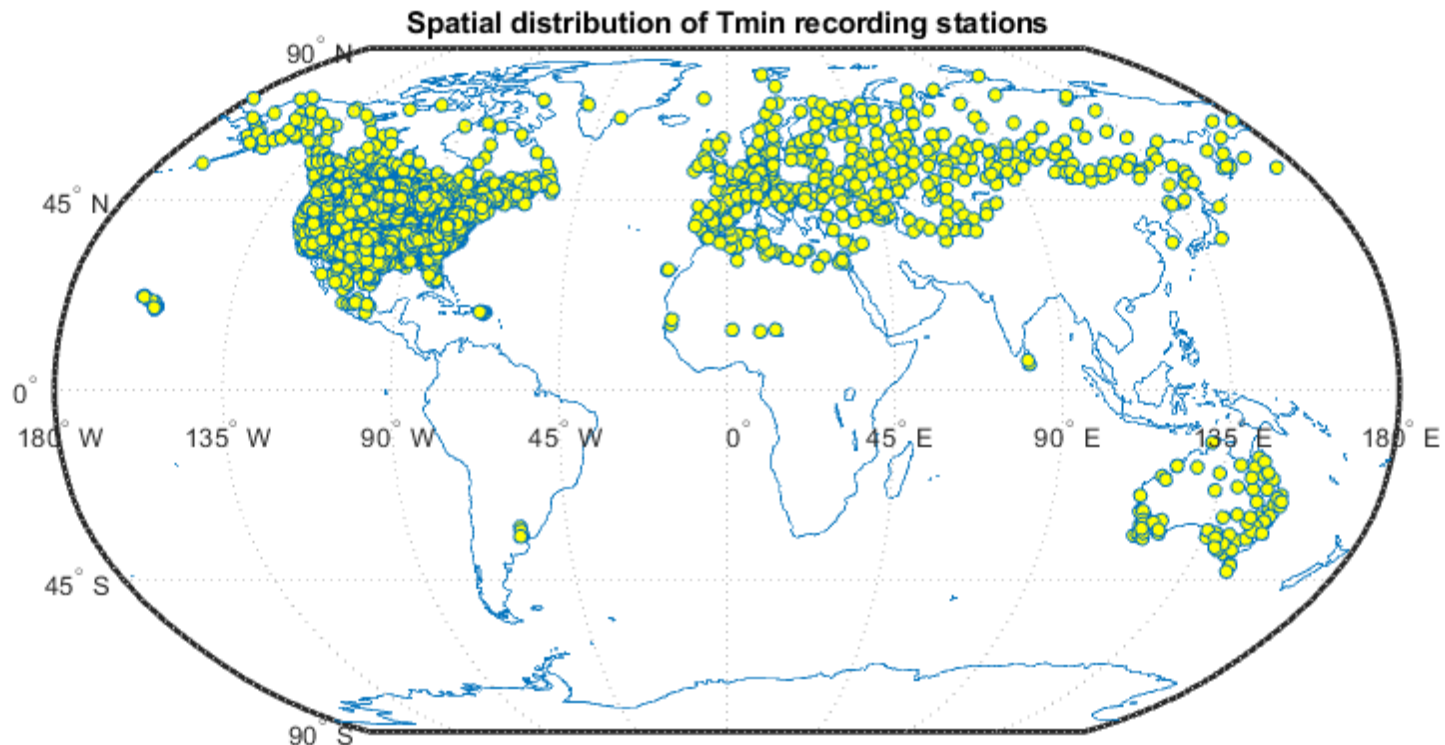 Spatial distribution of Tmin recording stations
90° N
45° N
0°
180° W 135° W 90° W 45° W 0° 45° E 90° E 135° E 180° E
45° S
90° S